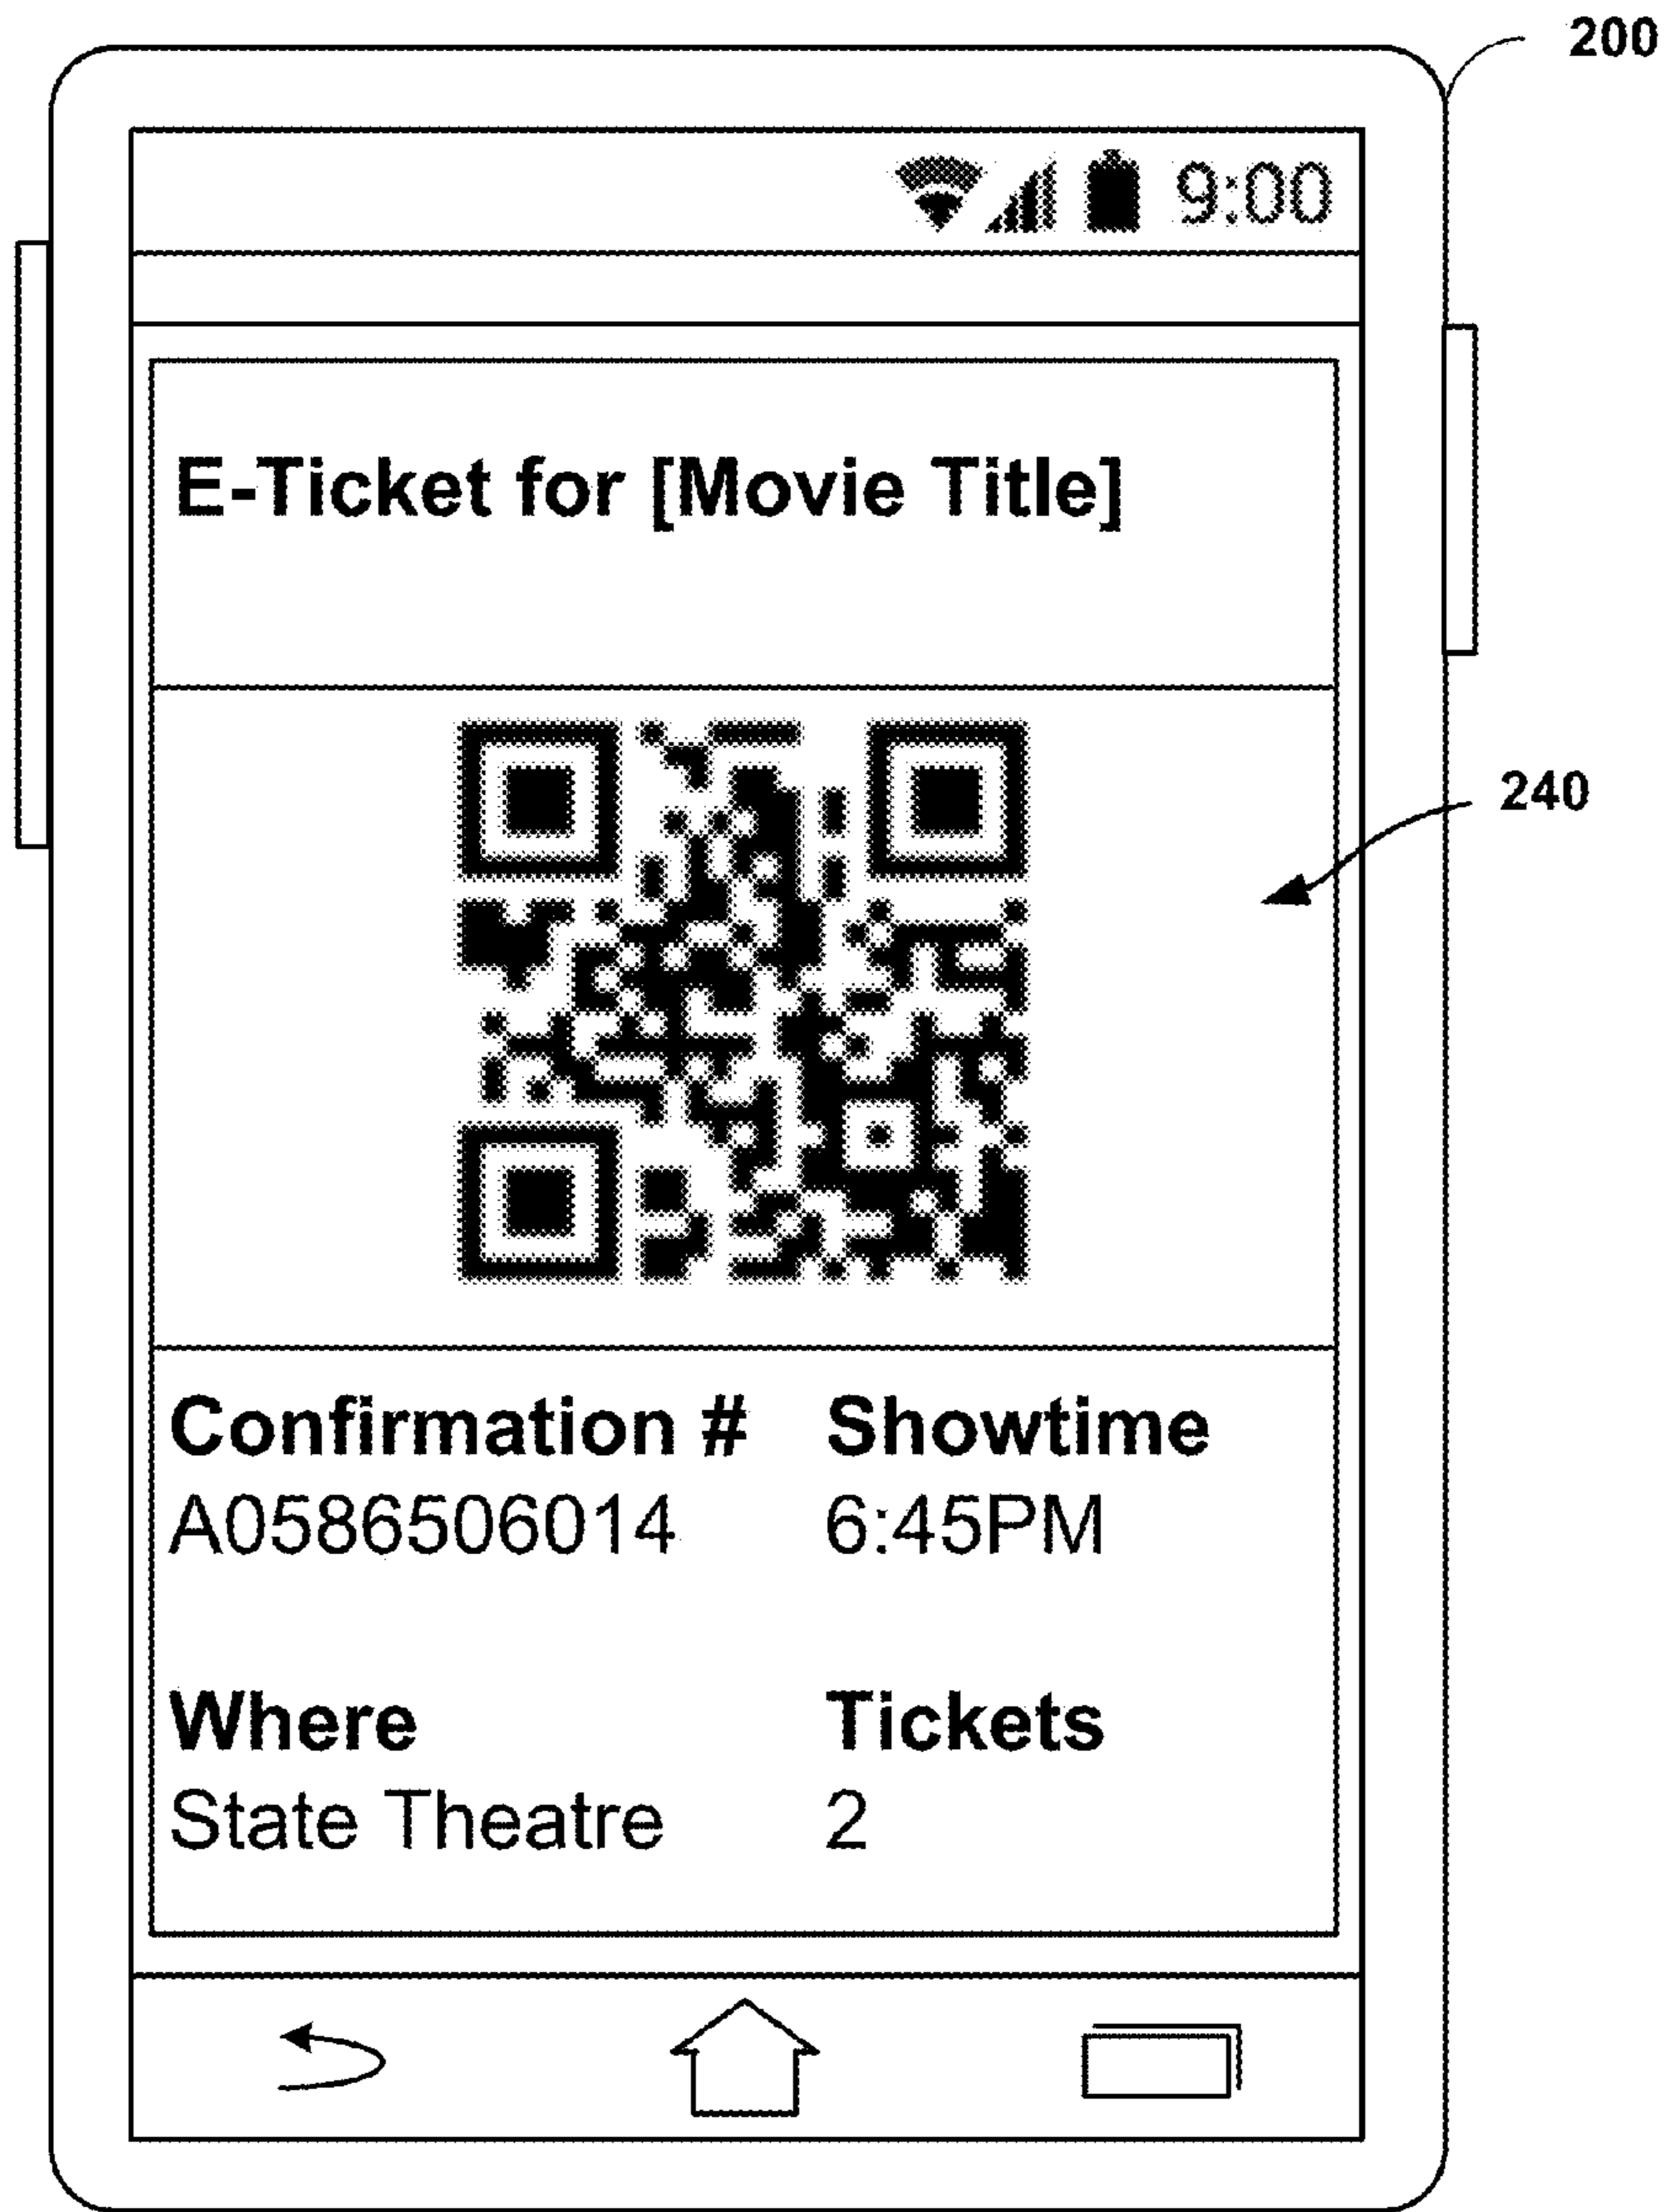 200
9:00
E-Ticket for [Movie Title]
240
Confirmation # Showtime
A0586506014 6:45PM
Where Tickets
State Theatre 2